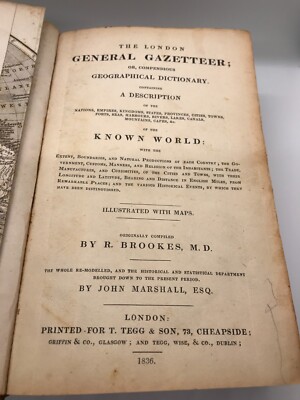 THE LONDON
GENERAL GAZETTEER;
OR, COMPENDIOUS
GEOGRAPHICAL DICTIONARY.
CONTAINING
A DESCRIPTION
OF THE
NATIONS, EMPIRES, KINGDOMS, STATES, PROVINCES, CITIES, TOWNS,
FORTS, SEAS, HARBOURS, RIVERS, LAKES, CANALS,
MOUNTAINS, CAPES, &c.
OF THE
KNOWN WORLD:
WITH THE
EXTENT, BOUNDARIES, AND NATURAL PRODUCTIONS OF EACH COUNTRY; THE GO-
VERNMENT, CUSTOMS, MANNERS, AND RELIGION OF THE INHABITANTS; THE TRADE,
MANUFACTURES, AND CURIOSITIES, OF THE CITIES AND TOWNS, WITH THEIR
LONGITUDE AND LATITUDE, BEARING AND DISTANCE IN ENGLISH MILES, FROM
REMARKABLE PLACES; AND THE VARIOUS HISTORICAL EVENTS, BY WHICH THEY
HAVE BEEN DISTINGUISHED.
ILLUSTRATED WITH MAPS.
ORIGINALLY COMPILED
BY R. BROOKES, M.D.
THE WHOLE RE-MODELLED, AND THE HISTORICAL AND STATISTICAL DEPARTMENT
BROUGHT DOWN TO THE PRESENT PERIOD.
BY JOHN MARSHALL, ESQ.
LONDON:
PRINTED FOR T. TEGG & SON, 73, CHEAPSIDE;
GRIFFIN & CO., GLASGOW; AND TEGG, WISE, & CO., DUBLIN;
1836.